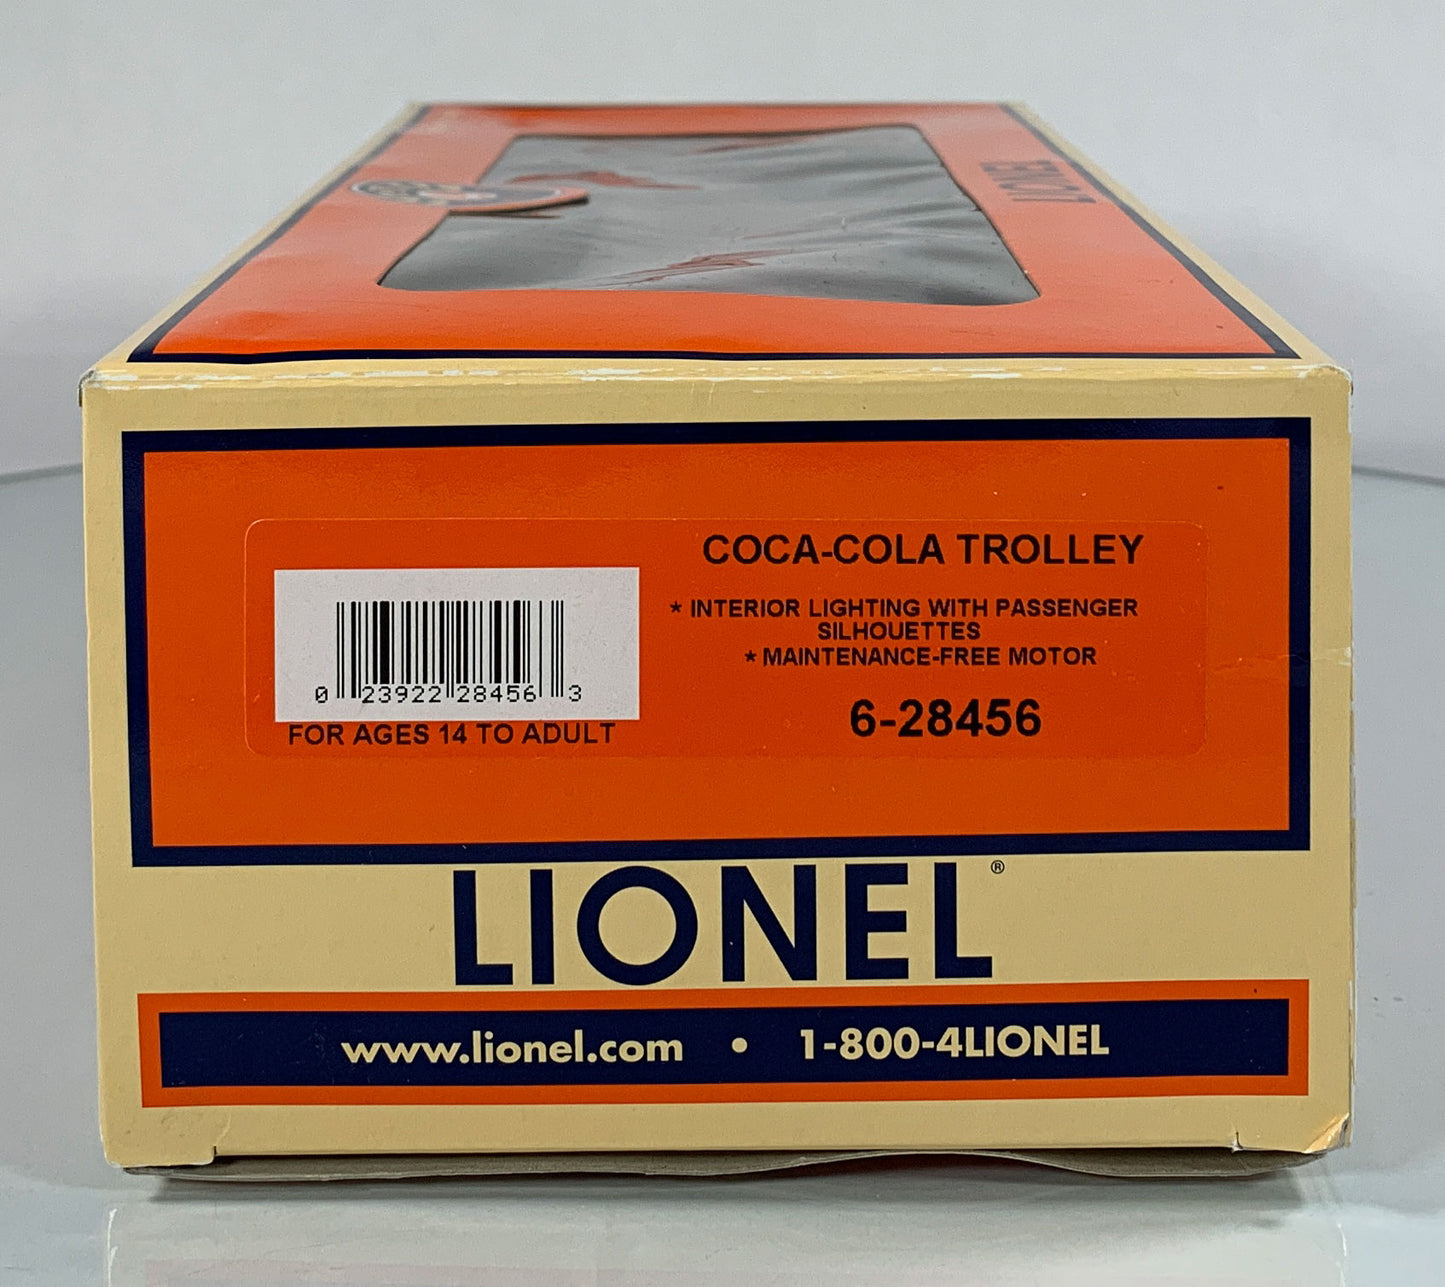 LIONEL
COCA-COLA TROLLEY
* INTERIOR LIGHTING WITH PASSENGER
SILHOUETTES
* MAINTENANCE-FREE MOTOR
6-28456
0 23922 28456 3
FOR AGES 14 TO ADULT
LIONEL®
www.lionel.com • 1-800-4LIONEL